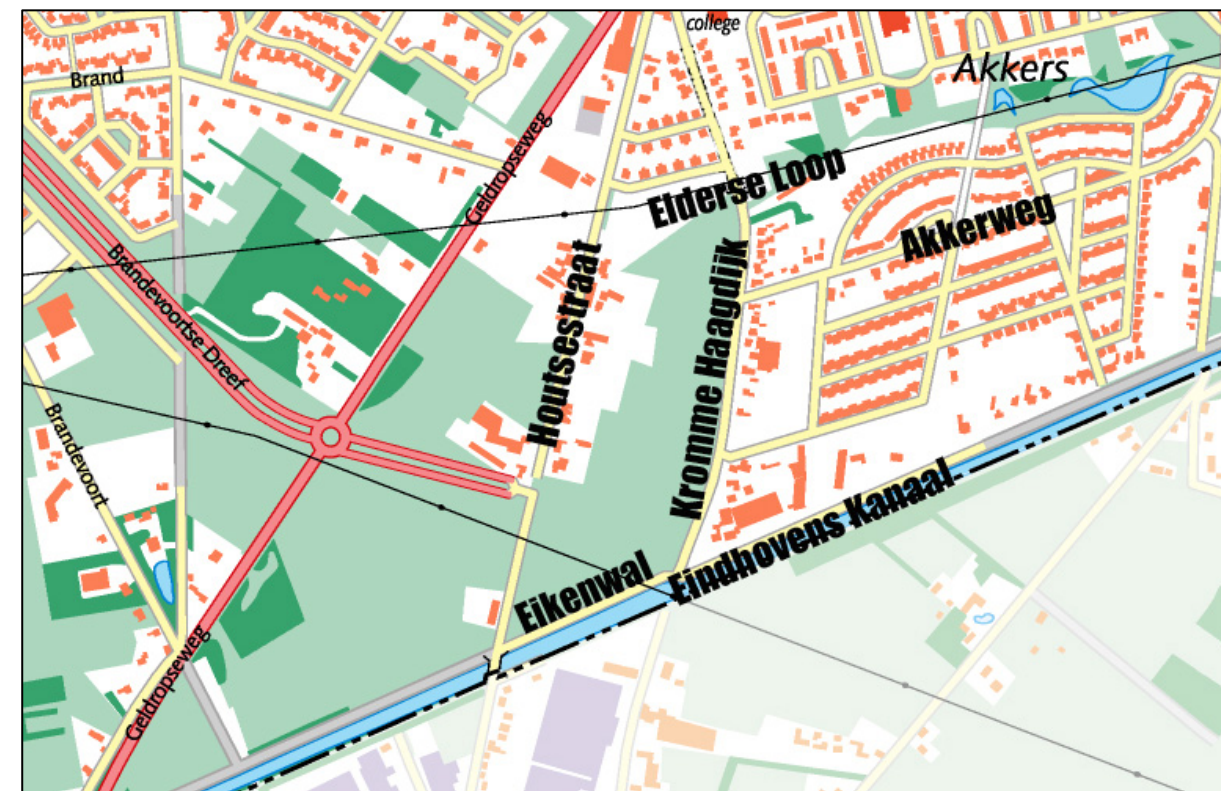 college
Brand
Akkers
Geldropseweg
Elderse Loop
Akkerweg
Brandevoortse Dreef
Houtsestraat
Kromme Haagdijk
Brandevoort
Eindhovens Kanaal
Eikenwal
Geldropseweg